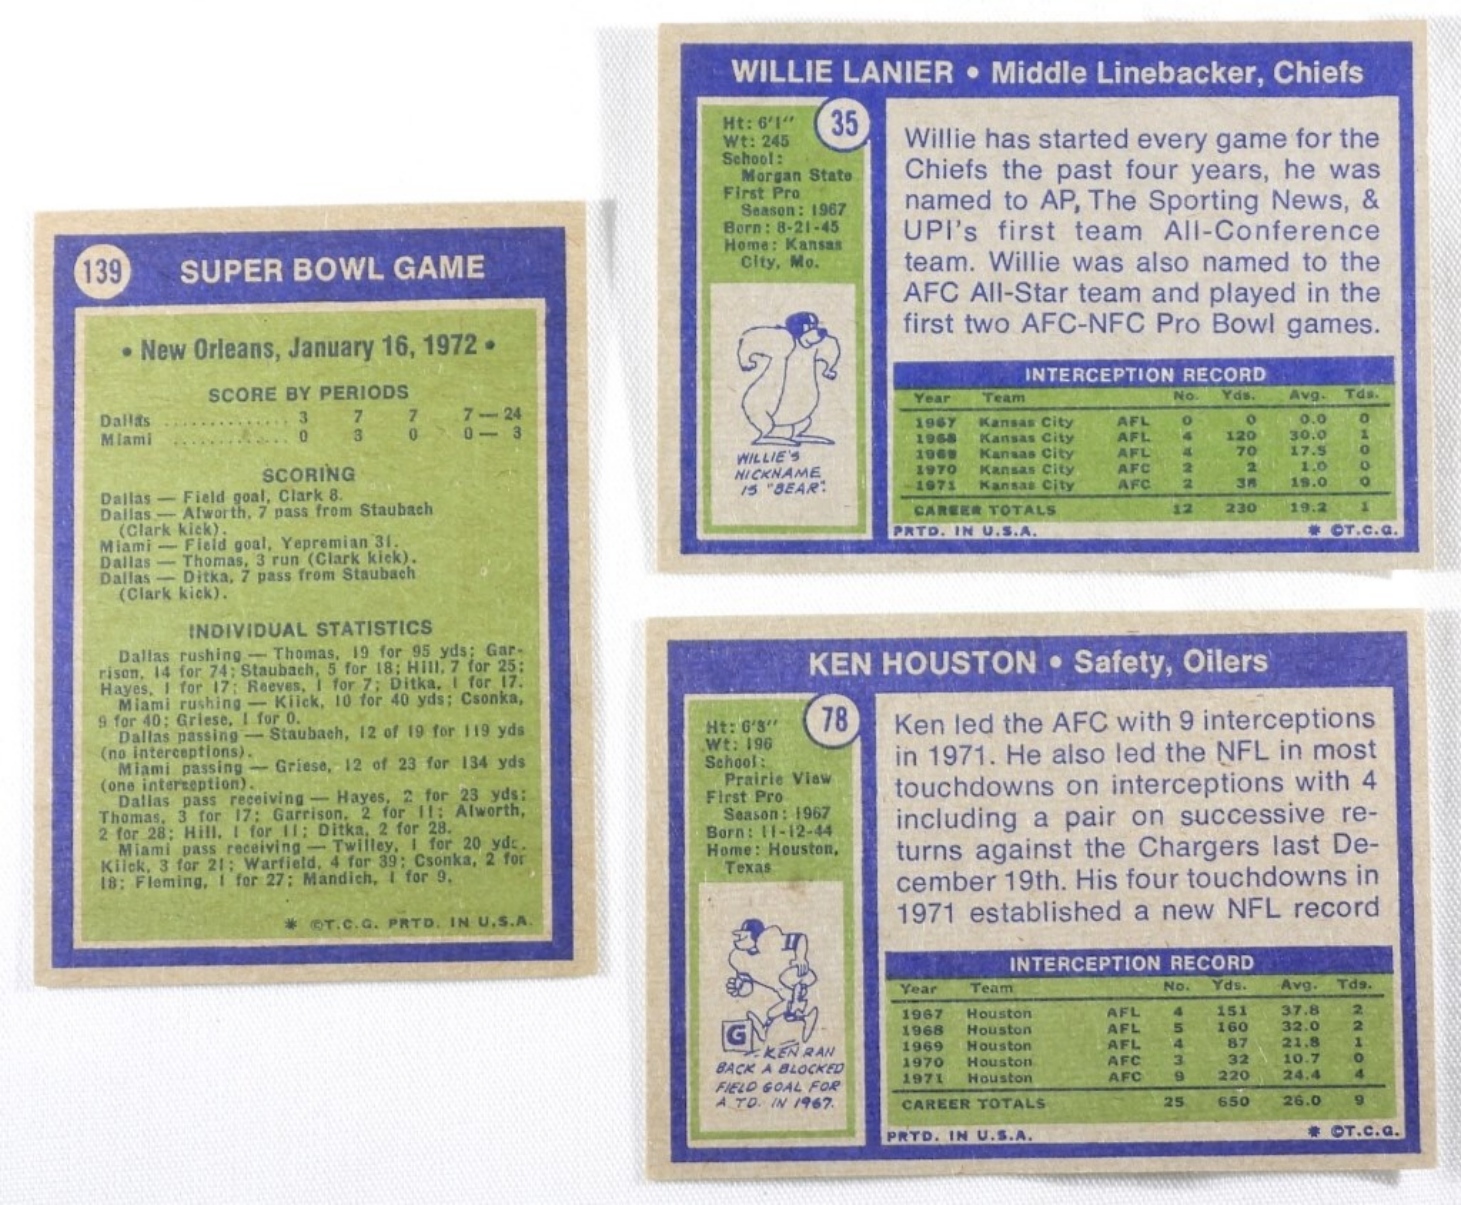 139
SUPER BOWL GAME
• New Orleans, January 16, 1972 •
SCORE BY PERIODS
Dallas .............. 3 7 7 7 — 24
Miami .............. 0 3 0 0 — 3
SCORING
Dallas — Field goal, Clark 8.
Dallas — Alworth, 7 pass from Staubach
(Clark kick).
Miami — Field goal, Yepremian 31.
Dallas — Thomas, 3 run (Clark kick).
Dallas — Ditka, 7 pass from Staubach
(Clark kick).
INDIVIDUAL STATISTICS
Dallas rushing — Thomas, 19 for 95 yds; Gar-
rison, 14 for 74; Staubach, 5 for 18; Hill, 7 for 25;
Hayes, 1 for 17; Reeves, 1 for 7; Ditka, 1 for 17.
Miami rushing — Kiick, 10 for 40 yds; Csonka,
9 for 40; Griese, 1 for 0.
Dallas passing — Staubach, 12 of 19 for 119 yds
(no interceptions).
Miami passing — Griese, 12 of 23 for 134 yds
(one interception).
Dallas pass receiving — Hayes, 2 for 23 yds;
Thomas, 3 for 17; Garrison, 2 for 11; Alworth,
2 for 28; Hill, 1 for 11; Ditka, 2 for 28.
Miami pass receiving — Twilley, 1 for 20 yds.
Kiick, 3 for 21; Warfield, 4 for 39; Csonka, 2 for
18; Fleming, 1 for 27; Mandich, 1 for 9.
* ©T.C.G. PRTD. IN U.S.A.
WILLIE LANIER • Middle Linebacker, Chiefs
35
Ht: 6'1"
Wt: 245
School:
Morgan State
First Pro
Season: 1967
Born: 8-21-45
Home: Kansas
City, Mo.
WILLIE'S
NICKNAME
IS "BEAR".
Willie has started every game for the
Chiefs the past four years, he was
named to AP, The Sporting News, &
UPI's first team All-Conference
team. Willie was also named to the
AFC All-Star team and played in the
first two AFC-NFC Pro Bowl games.
INTERCEPTION RECORD
Year Team No. Yds. Avg. Tds.
1967 Kansas City AFL 0 0 0.0 0
1968 Kansas City AFL 4 120 30.0 1
1969 Kansas City AFL 4 70 17.5 0
1970 Kansas City AFC 2 2 1.0 0
1971 Kansas City AFC 2 38 19.0 0
CAREER TOTALS 12 230 19.2 1
PRTD. IN U.S.A. * ©T.C.G.
KEN HOUSTON • Safety, Oilers
78
Ht: 6'3"
Wt: 196
School:
Prairie View
First Pro
Season: 1967
Born: 11-12-44
Home: Houston,
Texas
G
KEN RAN
BACK A BLOCKED
FIELD GOAL FOR
A TD. IN 1967.
Ken led the AFC with 9 interceptions
in 1971. He also led the NFL in most
touchdowns on interceptions with 4
including a pair on successive re-
turns against the Chargers last De-
cember 19th. His four touchdowns in
1971 established a new NFL record
INTERCEPTION RECORD
Year Team No. Yds. Avg. Tds.
1967 Houston AFL 4 151 37.8 2
1968 Houston AFL 5 160 32.0 2
1969 Houston AFL 4 87 21.8 1
1970 Houston AFC 3 32 10.7 0
1971 Houston AFC 9 220 24.4 4
CAREER TOTALS 25 650 26.0 9
PRTD. IN U.S.A. * ©T.C.G.